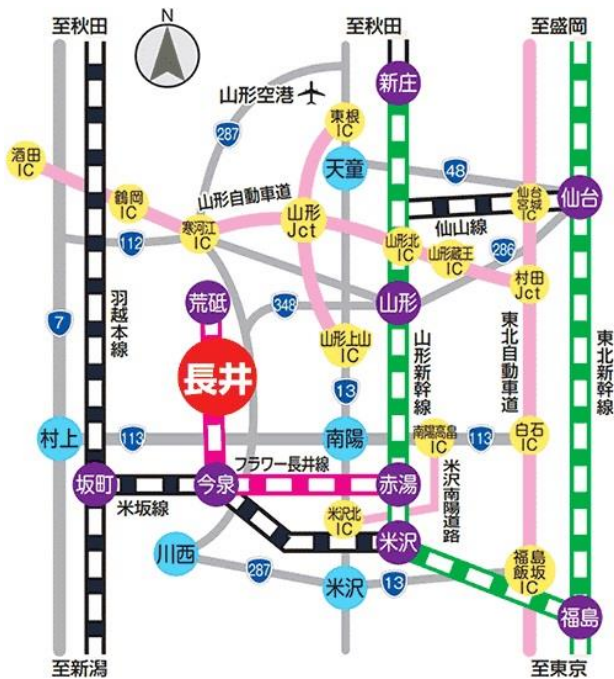 至秋田
至秋田
至盛岡
N
山形空港
新庄
287
東根
IC
酒田
IC
天童
48
鶴岡
IC
山形自動車道
仙台
宮城
IC
仙台
寒河江
IC
山形
Jct
仙山線
112
山形北
IC
山形蔵王
IC
286
村田
Jct
7
羽越本線
荒砥
348
山形
山形上山
IC
長井
13
山形新幹線
東北自動車道
東北新幹線
村上
113
南陽
南陽高畠
IC
113
白石
IC
フラワー長井線
坂町
今泉
赤湯
米坂線
米沢北
IC
米沢南陽道路
川西
米沢
287
米沢
13
福島
飯坂
IC
福島
至新潟
至東京